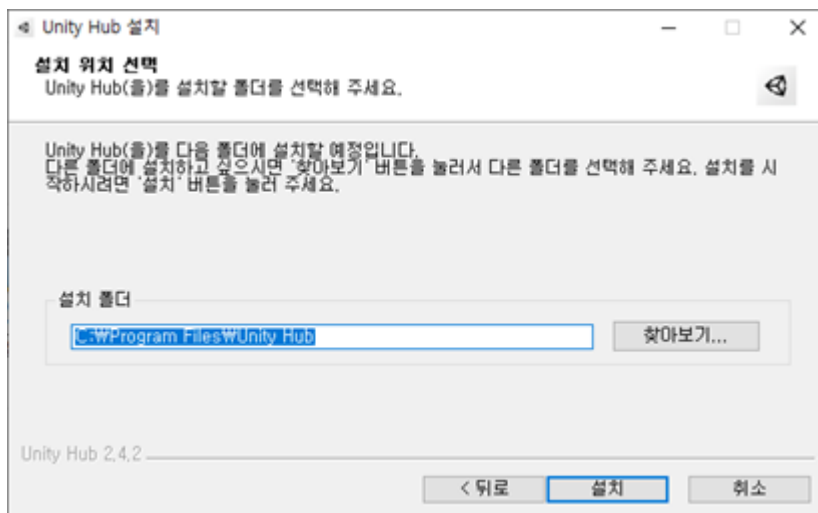 Unity Hub 설치
설치 위치 선택
Unity Hub(을)를 설치할 폴더를 선택해 주세요.
Unity Hub(을)를 다음 폴더에 설치할 예정입니다.
다른 폴더에 설치하고 싶으시면 '찾아보기' 버튼을 눌러서 다른 폴더를 선택해 주세요. 설치를 시
작하시려면 '설치' 버튼을 눌러 주세요.
설치 폴더
C:₩Program Files₩Unity Hub
찾아보기...
Unity Hub 2.4.2
< 뒤로
설치
취소